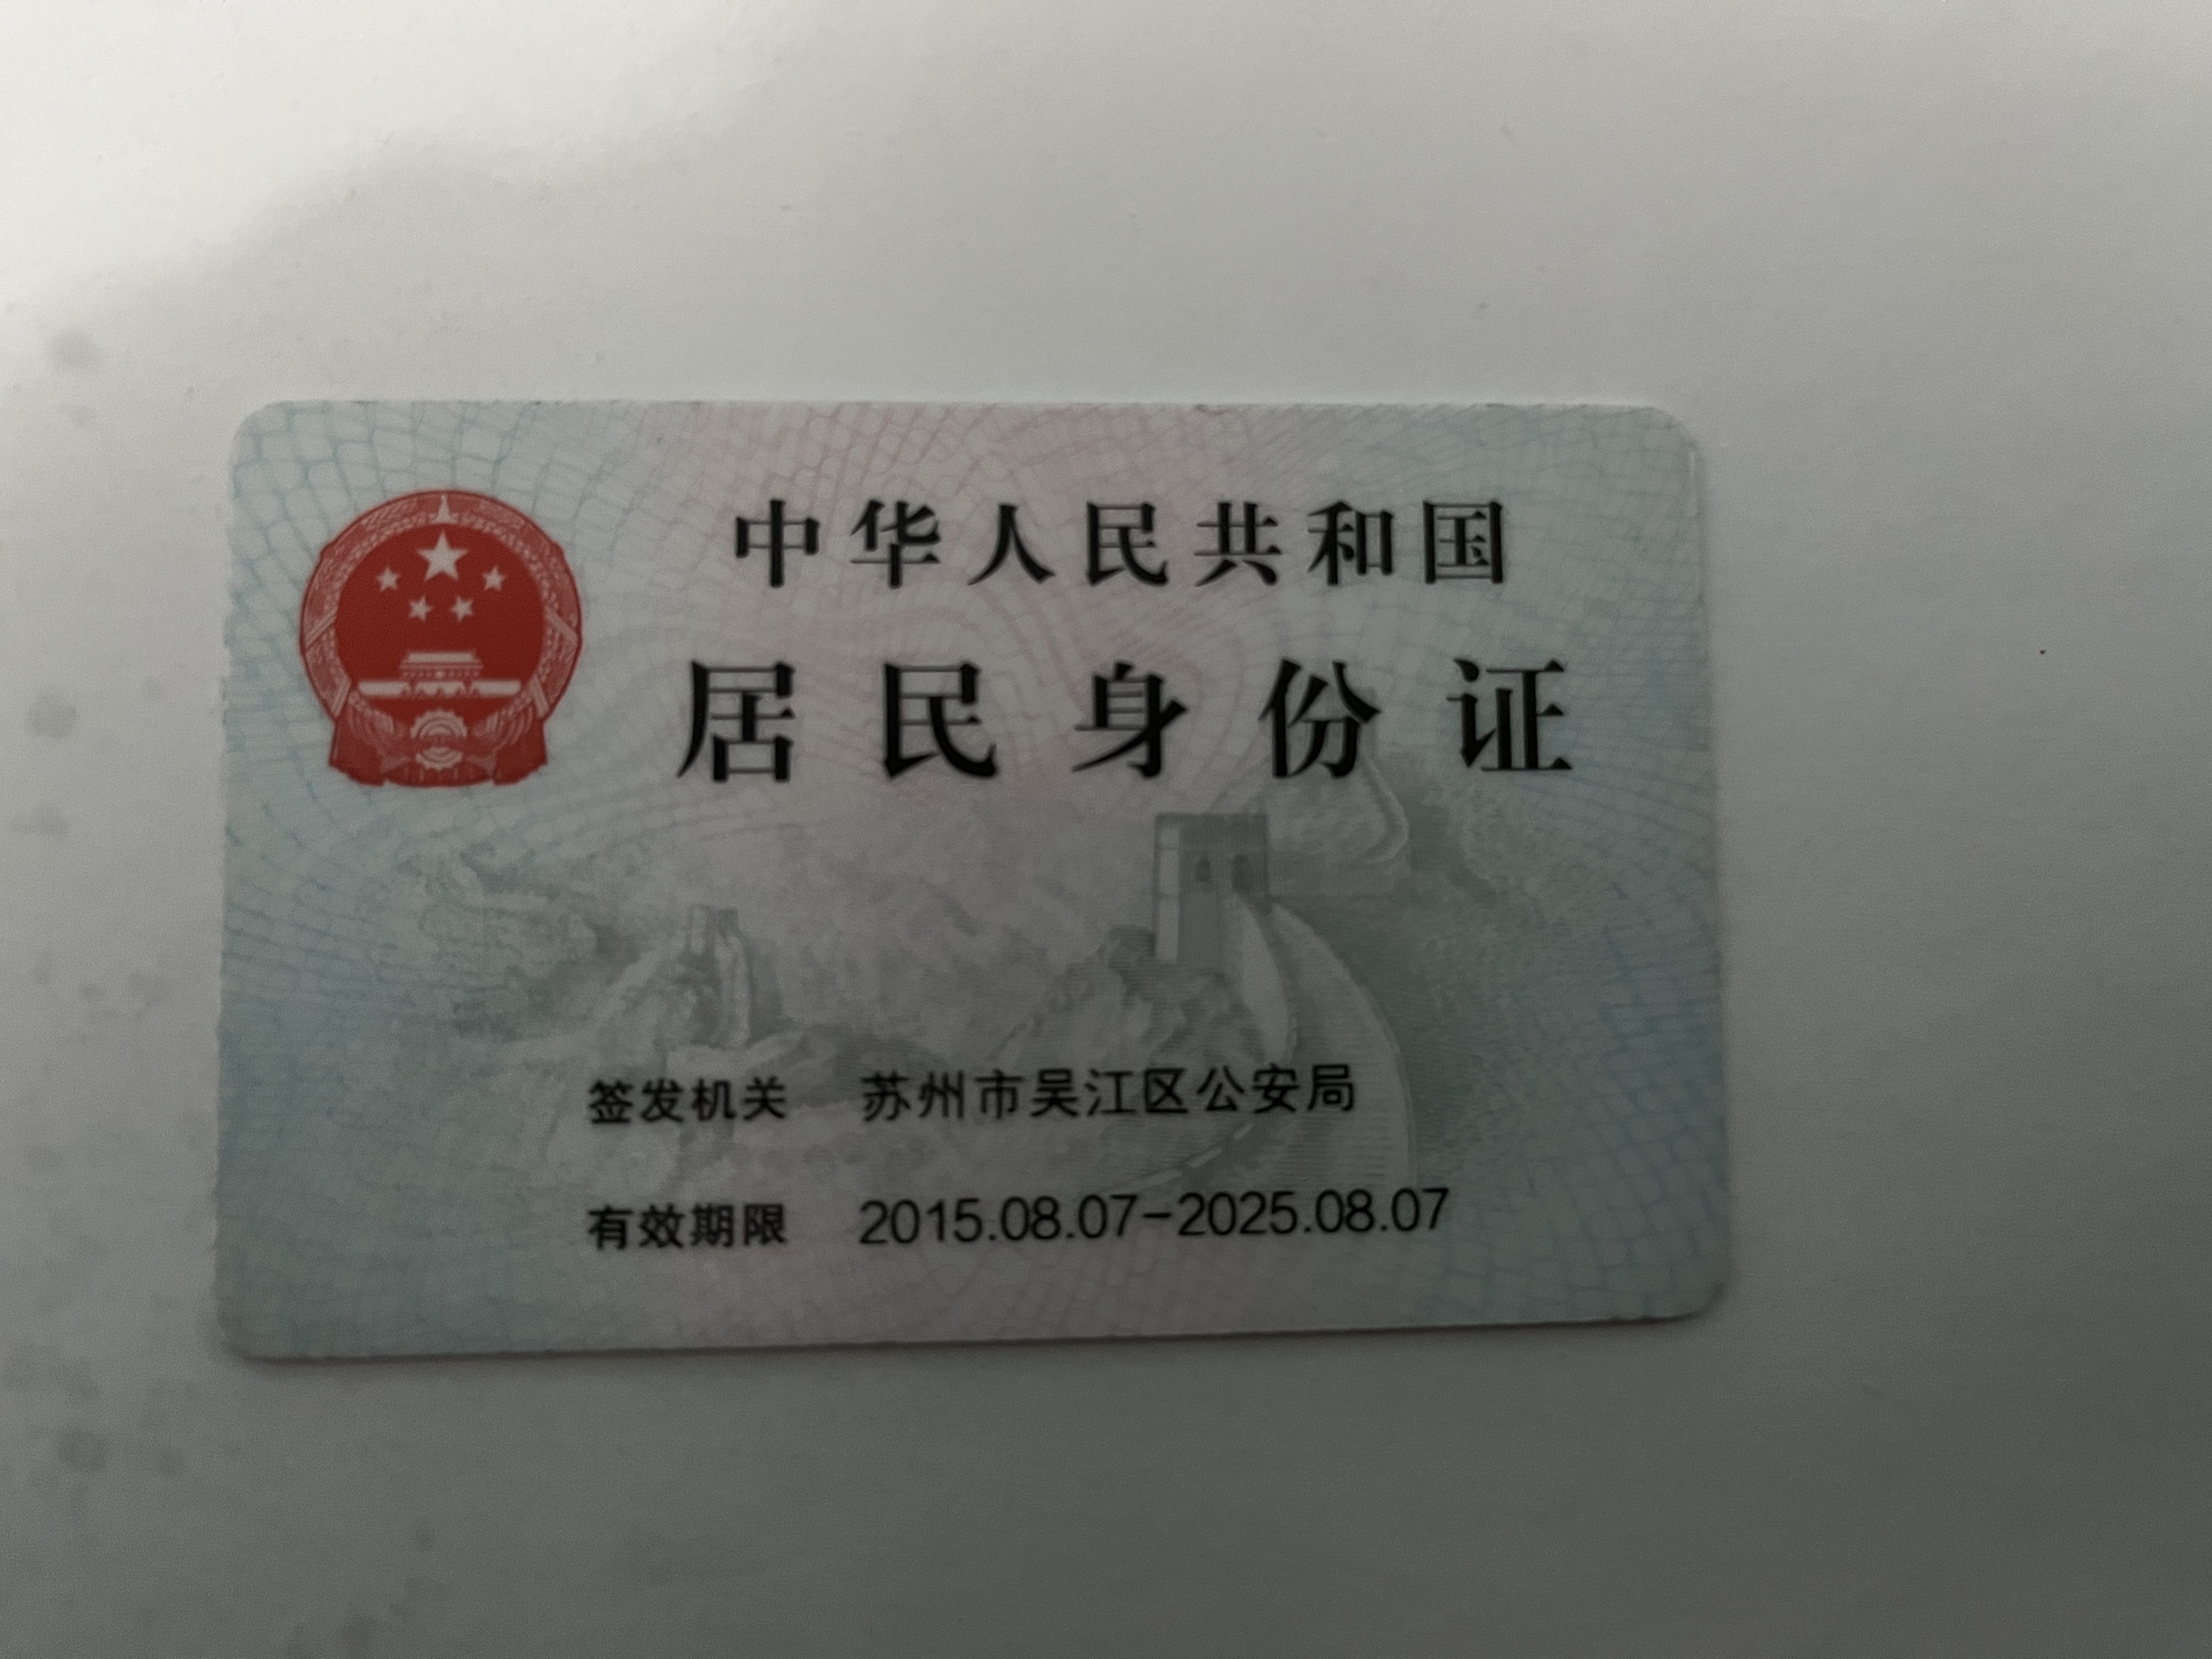 中华人民共和国
居民身份证
签发机关 苏州市吴江区公安局
有效期限 2015.08.07-2025.08.07